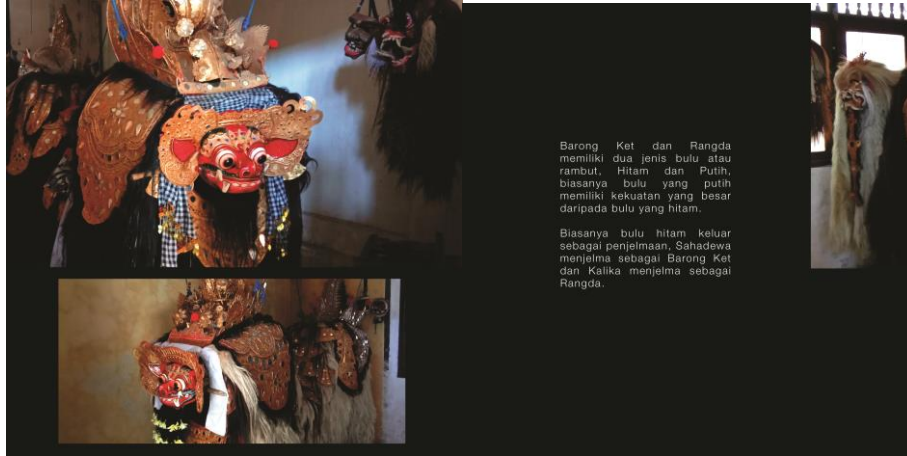 Barong Ket dan Rangda
memiliki dua jenis bulu atau
rambut, Hitam dan Putih,
biasanya bulu yang putih
memiliki kekuatan yang besar
daripada bulu yang hitam.
Biasanya bulu hitam keluar
sebagai penjelmaan, Sahadewa
menjelma sebagai Barong Ket
dan Kalika menjelma sebagai
Rangda.